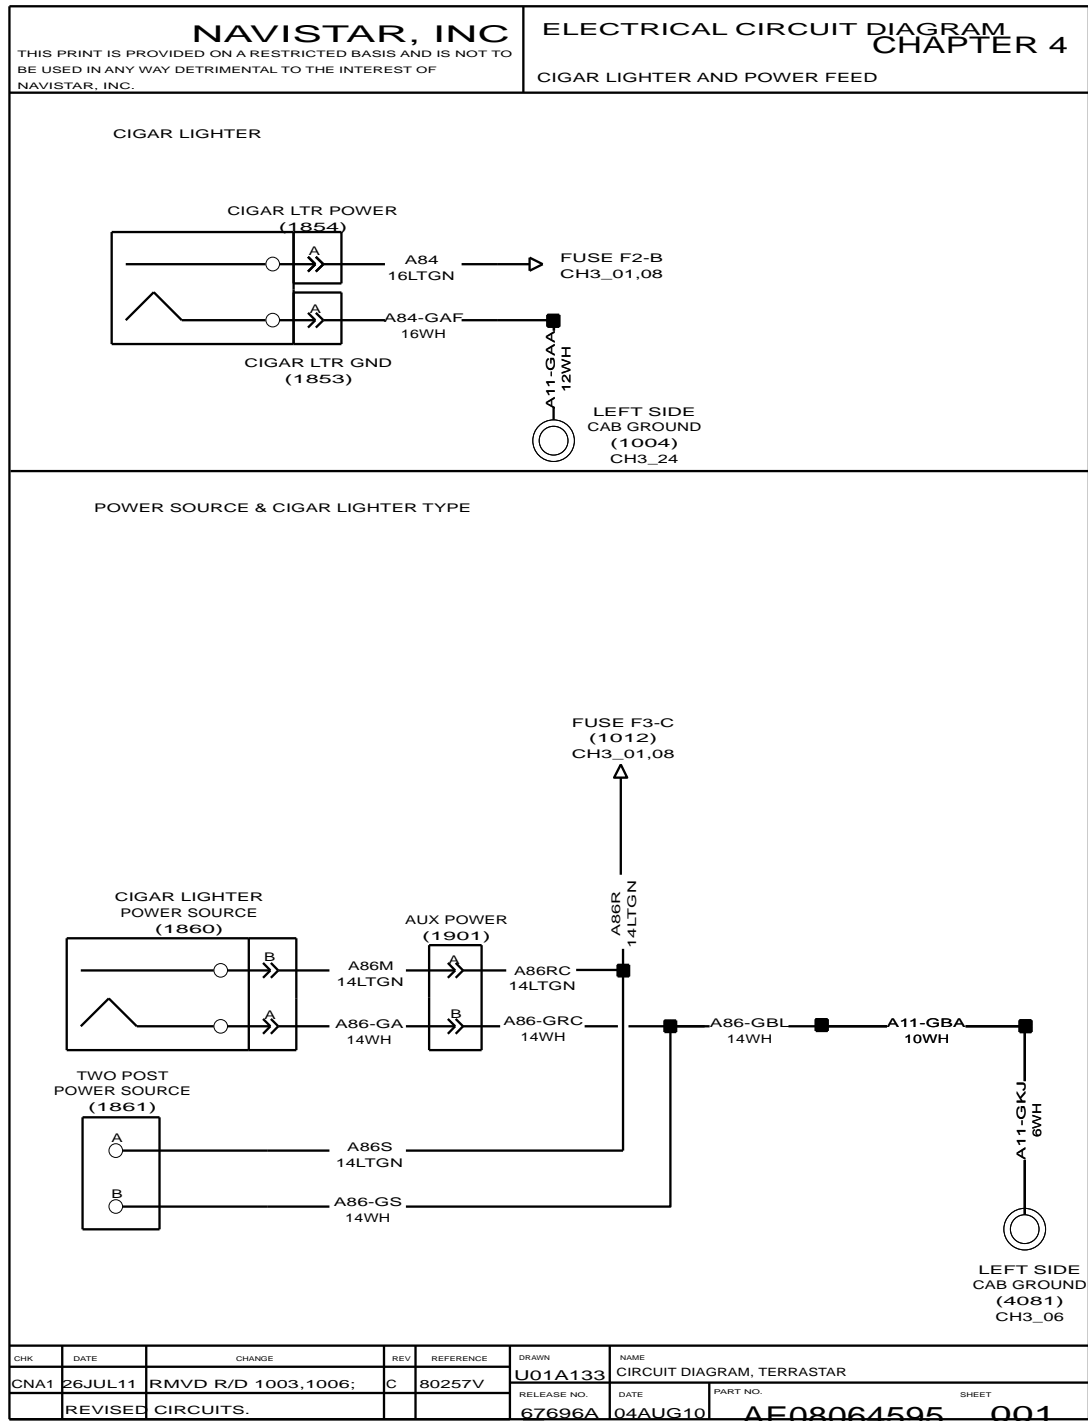 NAVISTAR, INC
THIS PRINT IS PROVIDED ON A RESTRICTED BASIS AND IS NOT TO
BE USED IN ANY WAY DETRIMENTAL TO THE INTEREST OF
NAVISTAR, INC.
ELECTRICAL CIRCUIT DIAGRAM
CHAPTER 4
CIGAR LIGHTER AND POWER FEED
CIGAR LIGHTER
CIGAR LTR POWER
(1854)
A
A84
16LTGN
FUSE F2-B
CH3_01,08
A
A84-GAF
16WH
CIGAR LTR GND
(1853)
A11-GAA
12WH
LEFT SIDE
CAB GROUND
(1004)
CH3_24
POWER SOURCE & CIGAR LIGHTER TYPE
FUSE F3-C
(1012)
CH3_01,08
A86R
14LTGN
CIGAR LIGHTER
POWER SOURCE
(1860)
AUX POWER
(1901)
B
A86M
14LTGN
A
A86RC
14LTGN
A
A86-GA
14WH
B
A86-GRC
14WH
A86-GBL
14WH
A11-GBA
10WH
A11-GKJ
6WH
TWO POST
POWER SOURCE
(1861)
A
A86S
14LTGN
B
A86-GS
14WH
LEFT SIDE
CAB GROUND
(4081)
CH3_06
CHK DATE CHANGE REV REFERENCE
CNA1 26JUL11 RMVD R/D 1003,1006; C 80257V
REVISED CIRCUITS.
DRAWN
U01A133
NAME
CIRCUIT DIAGRAM, TERRASTAR
RELEASE NO.
67696A
DATE
04AUG10
PART NO.
AE08064595
SHEET
001